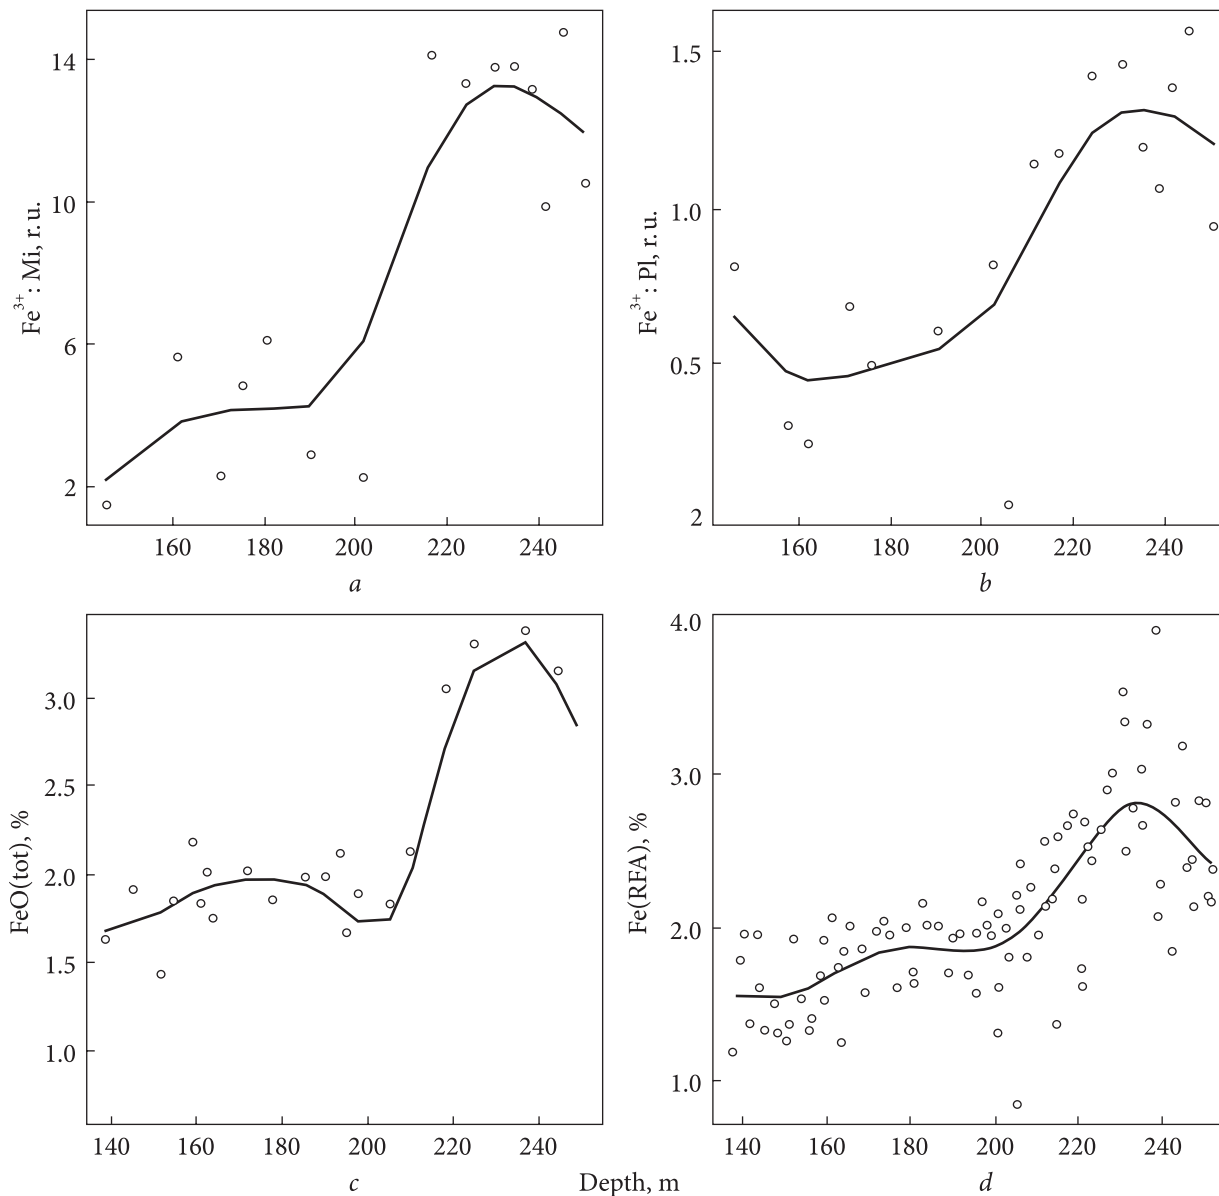 14
10
6
2
Fe³⁺: Mi, r. u.
160 180 200 220 240
a
1.5
1.0
0.5
2
Fe³⁺: Pl, r. u.
160 180 200 220 240
b
3.0
2.5
2.0
1.5
1.0
FeO(tot), %
140 160 180 200 220 240
c
4.0
3.0
2.0
1.0
Fe(RFA), %
140 150 160 180 200 220 240
d
Depth, m